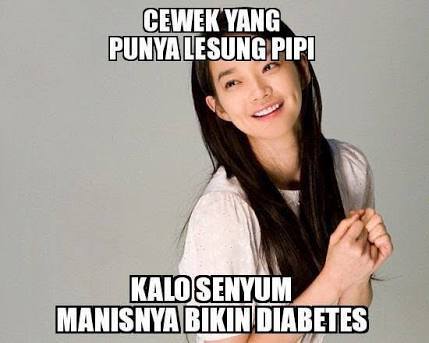 CEWEK YANG
PUNYA LESUNG PIPI
KALO SENYUM
MANISNYA BIKIN DIABETES